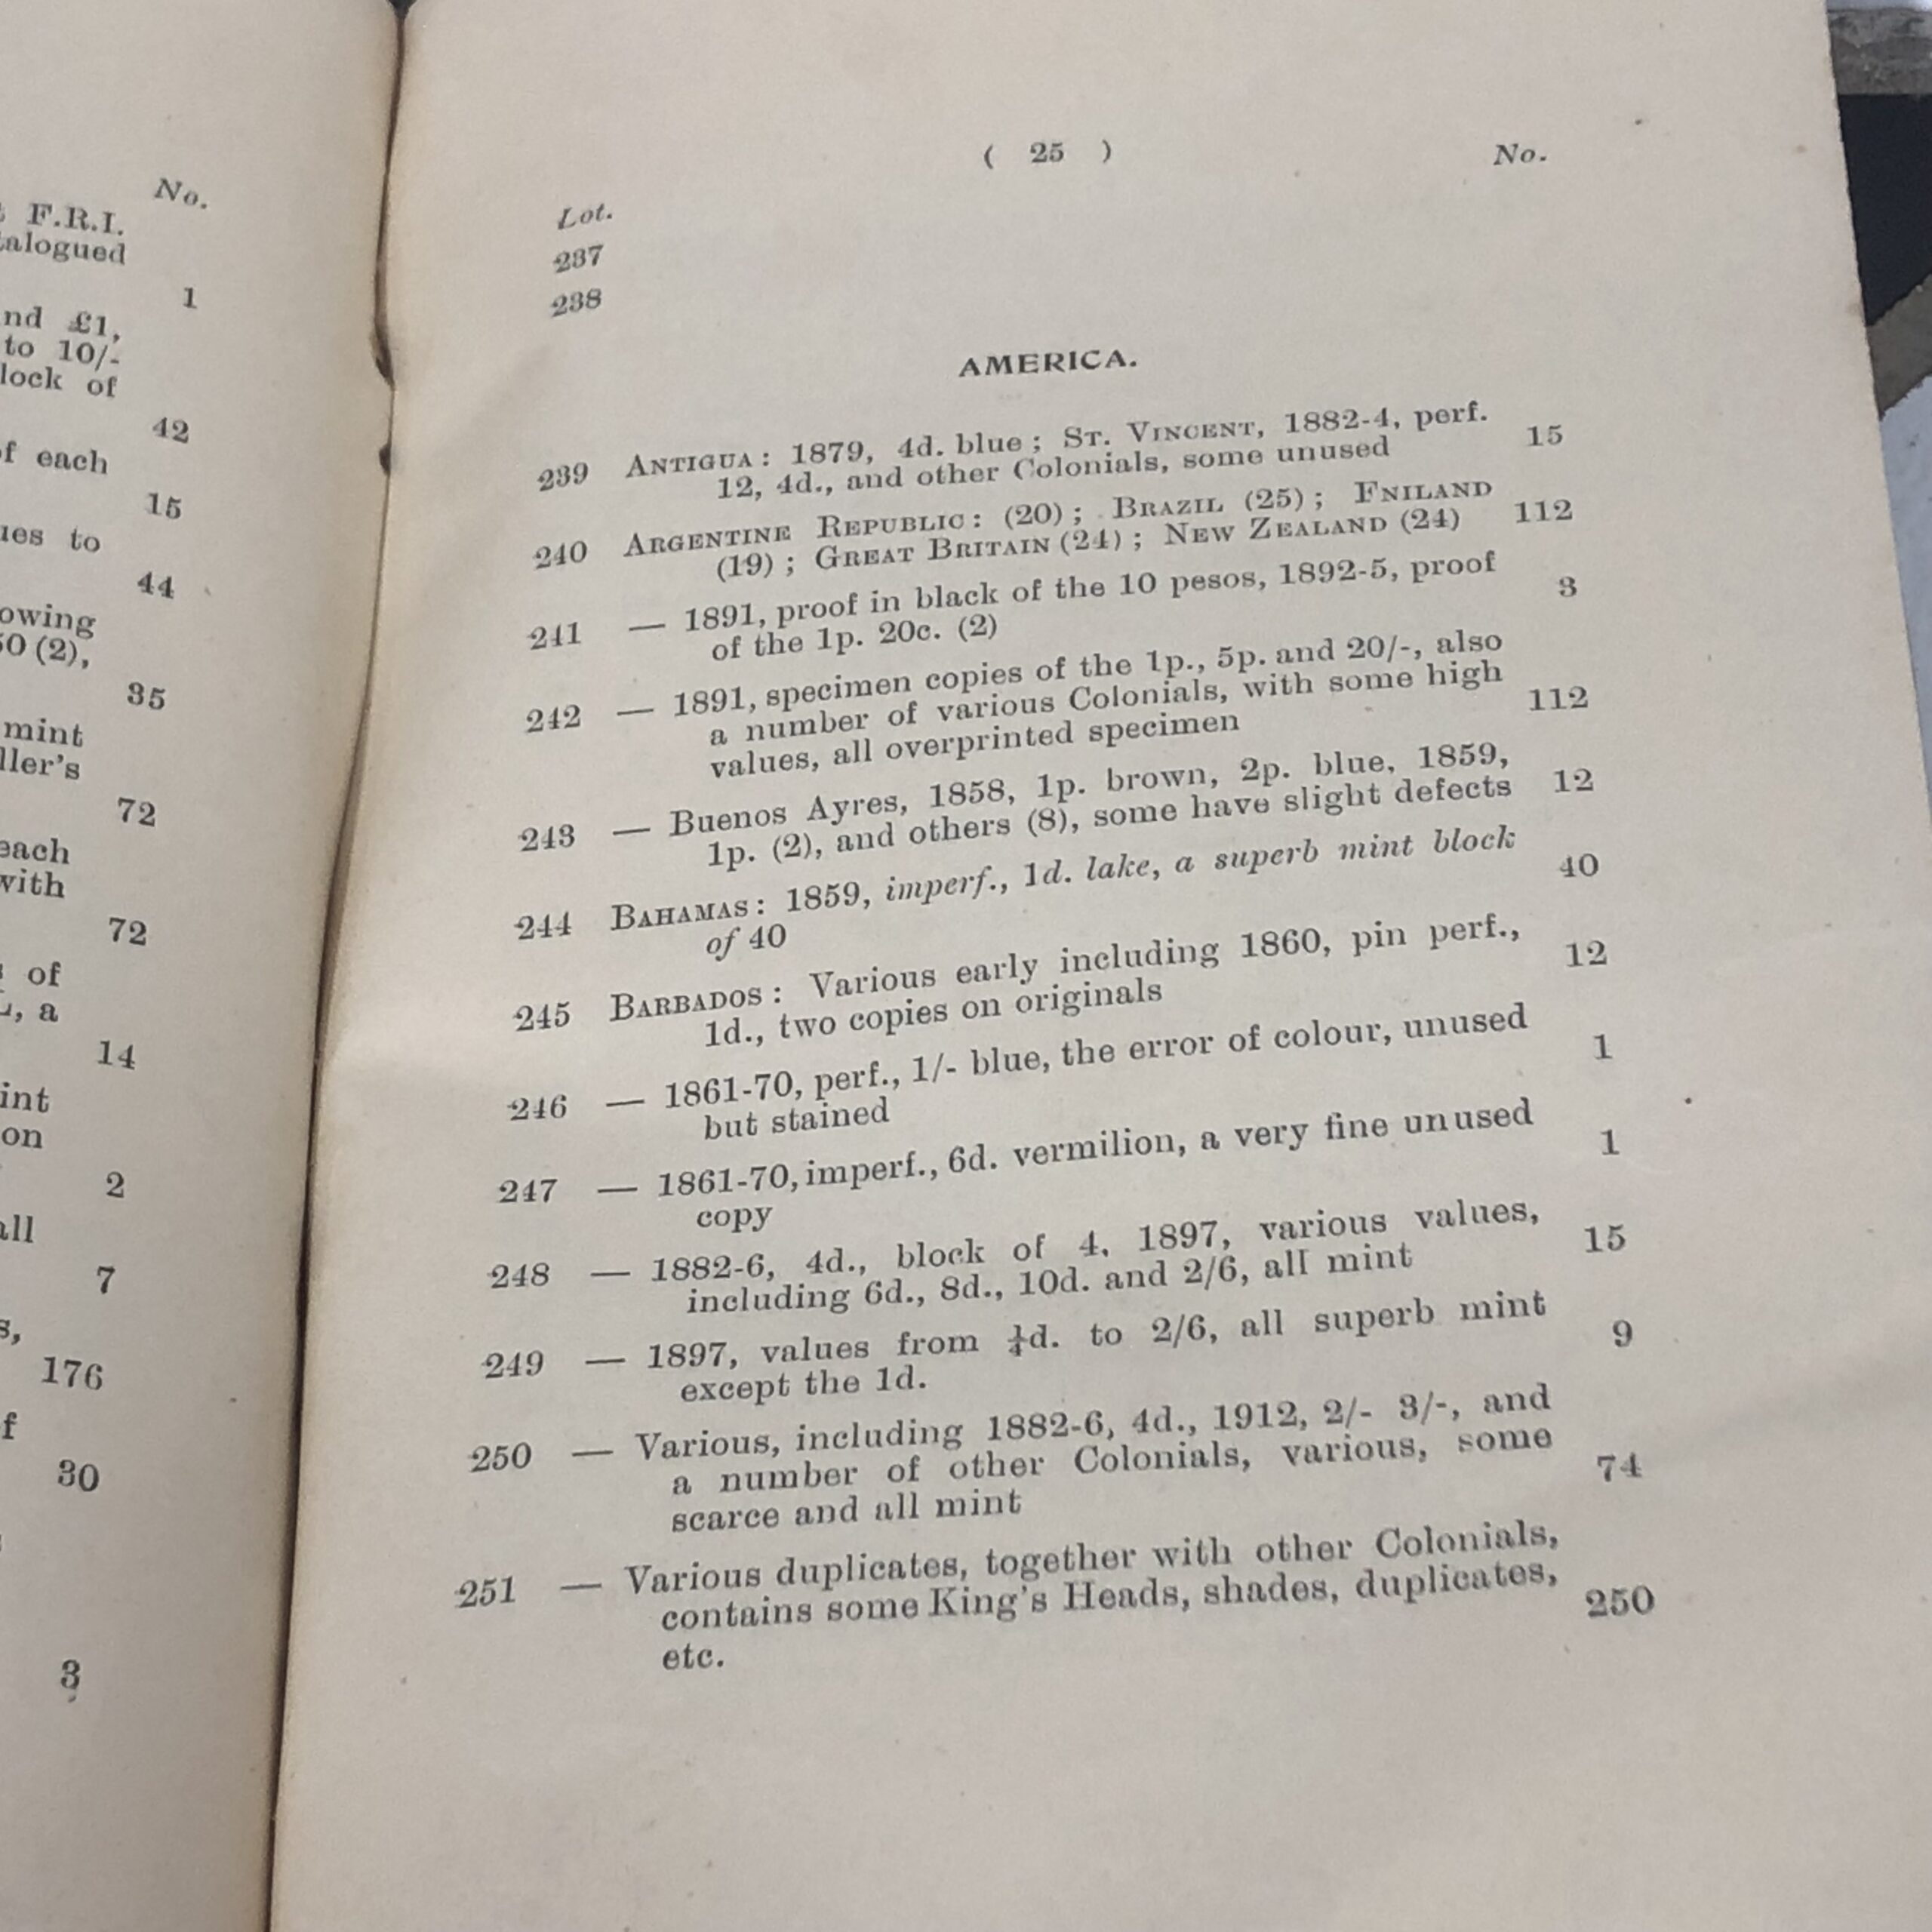 No.
F.R.I.
alogued
1
nd £1,
to 10/-
lock of
42
f each
15
ues to
44
owing
50 (2),
35
mint
ller's
72
each
with
72
of
L, a
14
int
on
2
all
7
s,
176
f
30
3
( 25 )
No.
Lot.
237
238
AMERICA.
239 ANTIGUA: 1879, 4d. blue; ST. VINCENT, 1882-4, perf.
12, 4d., and other Colonials, some unused 15
240 ARGENTINE REPUBLIC: (20); BRAZIL (25); FNILAND
(19); GREAT BRITAIN (24); NEW ZEALAND (24) 112
241 — 1891, proof in black of the 10 pesos, 1892-5, proof
of the 1p. 20c. (2) 3
242 — 1891, specimen copies of the 1p., 5p. and 20/-, also
a number of various Colonials, with some high
values, all overprinted specimen 112
243 — Buenos Ayres, 1858, 1p. brown, 2p. blue, 1859,
1p. (2), and others (8), some have slight defects 12
244 BAHAMAS: 1859, imperf., 1d. lake, a superb mint block
of 40 40
245 BARBADOS: Various early including 1860, pin perf.,
1d., two copies on originals 12
246 — 1861-70, perf., 1/- blue, the error of colour, unused
but stained 1
247 — 1861-70, imperf., 6d. vermilion, a very fine unused
copy 1
248 — 1882-6, 4d., block of 4, 1897, various values,
including 6d., 8d., 10d. and 2/6, all mint 15
249 — 1897, values from ¼d. to 2/6, all superb mint
except the 1d. 9
250 — Various, including 1882-6, 4d., 1912, 2/- 3/-, and
a number of other Colonials, various, some
scarce and all mint 74
251 — Various duplicates, together with other Colonials,
contains some King's Heads, shades, duplicates,
etc. 250